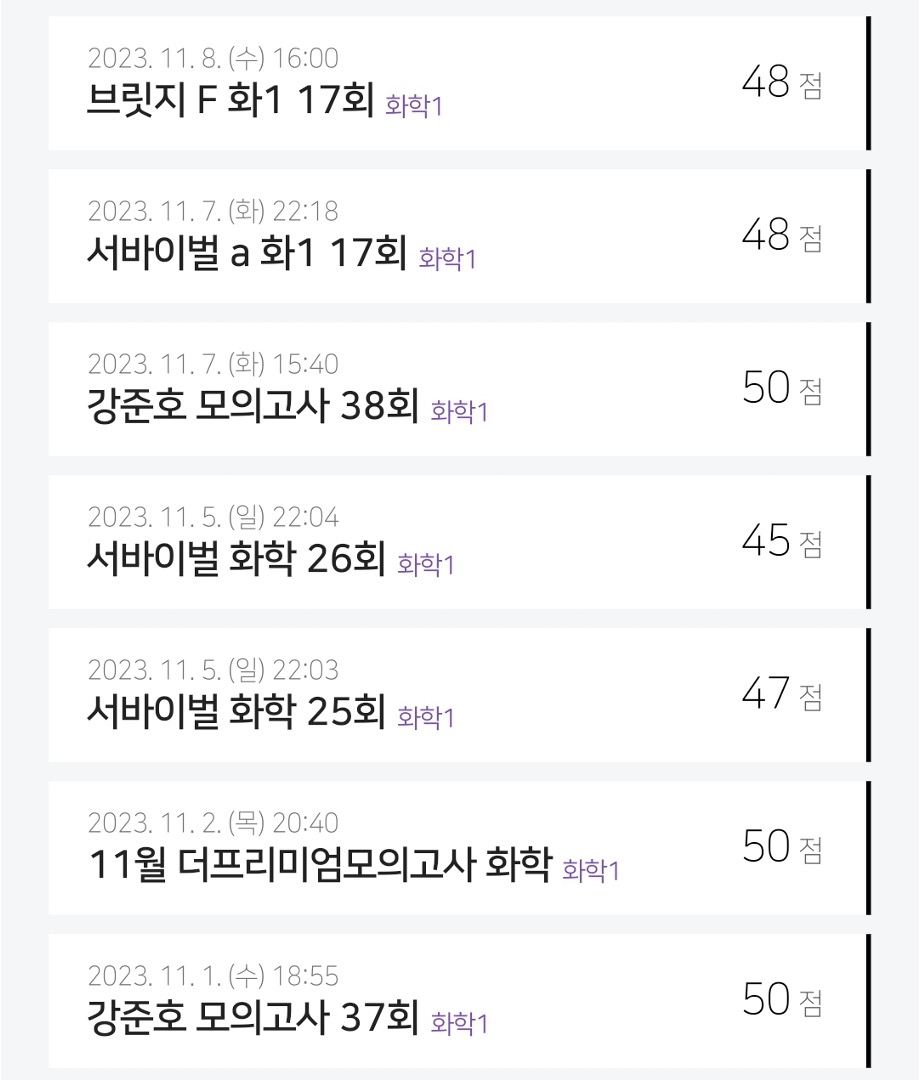 2023. 11. 8. (수) 16:00
브릿지 F 화1 17회 화학1
48 점
2023. 11. 7. (화) 22:18
서바이벌 a 화1 17회 화학1
48 점
2023. 11. 7. (화) 15:40
강준호 모의고사 38회 화학1
50 점
2023. 11. 5. (일) 22:04
서바이벌 화학 26회 화학1
45 점
2023. 11. 5. (일) 22:03
서바이벌 화학 25회 화학1
47 점
2023. 11. 2. (목) 20:40
11월 더프리미엄모의고사 화학 화학1
50 점
2023. 11. 1. (수) 18:55
강준호 모의고사 37회 화학1
50 점